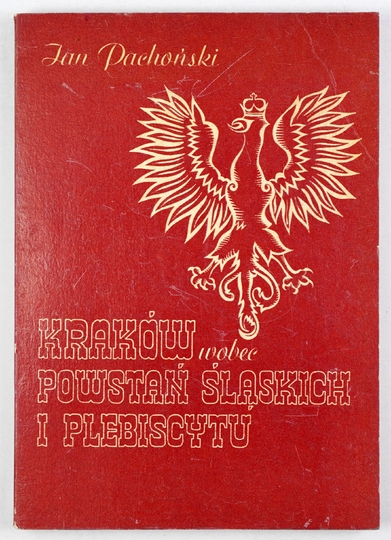 Jan Pachoński
KRAKÓW wobec
POWSTAŃ ŚLĄSKICH
I PLEBISCYTU